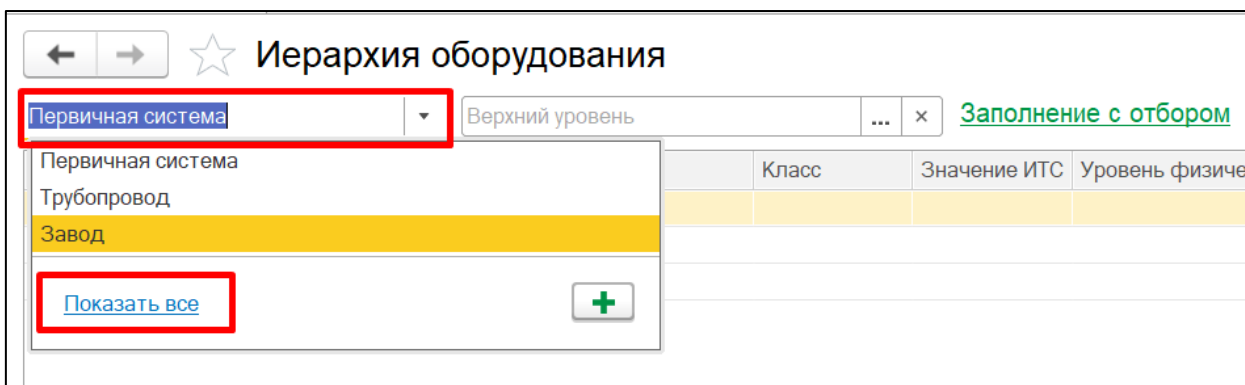 Иерархия оборудования
Первичная система Верхний уровень ... × Заполнение с отбором
Класс Значение ИТС Уровень физиче
Первичная система
Трубопровод
Завод
Показать все